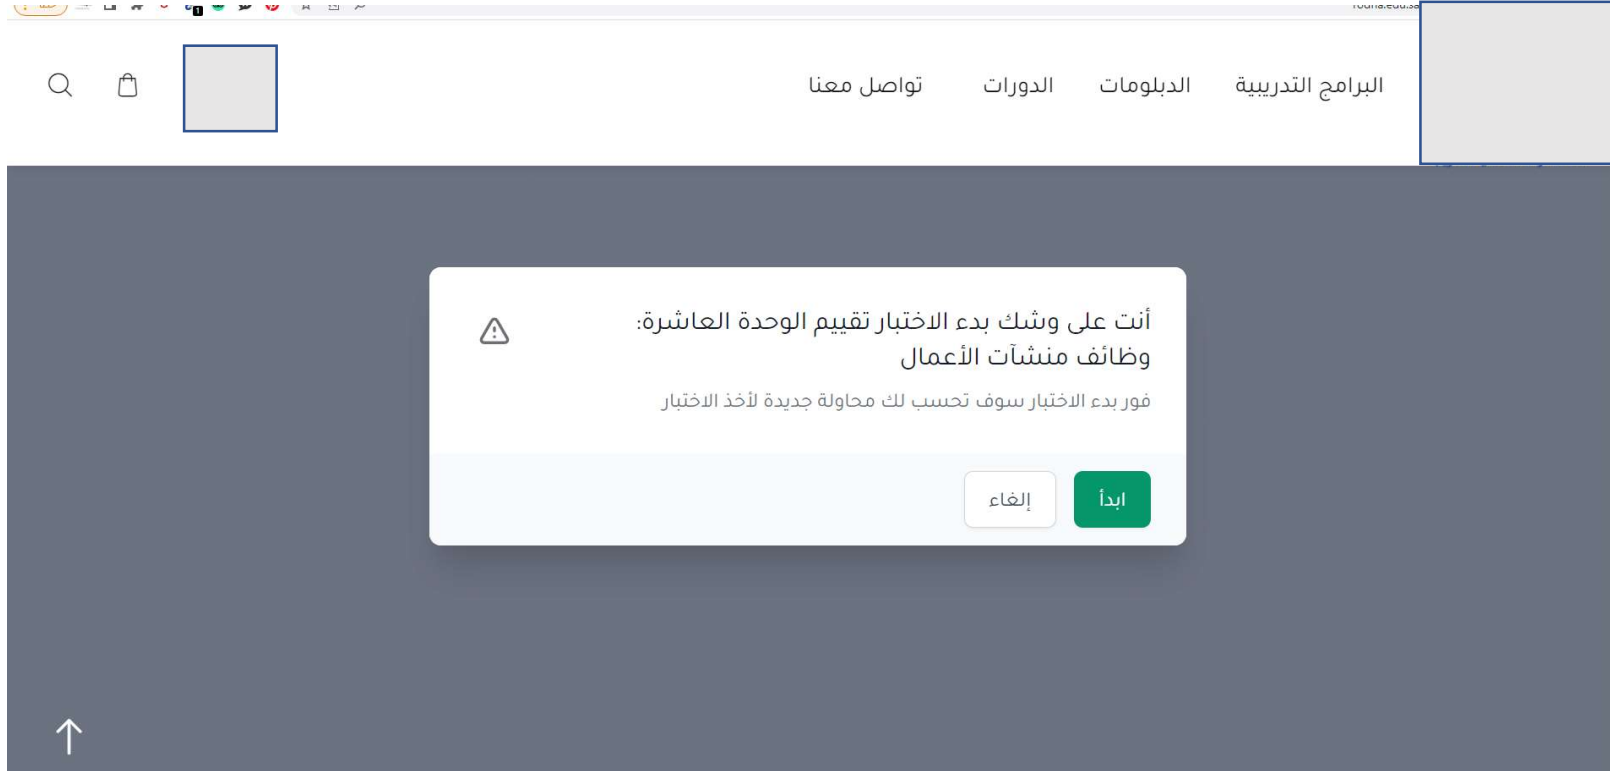 1
البرامج التدريبية
الدبلومات
الدورات
تواصل معنا
أنت على وشك بدء الاختبار تقييم الوحدة العاشرة:
وظائف منشآت الأعمال
فور بدء الاختبار سوف تحسب لك محاولة جديدة لأخذ الاختبار
ابدأ
إلغاء